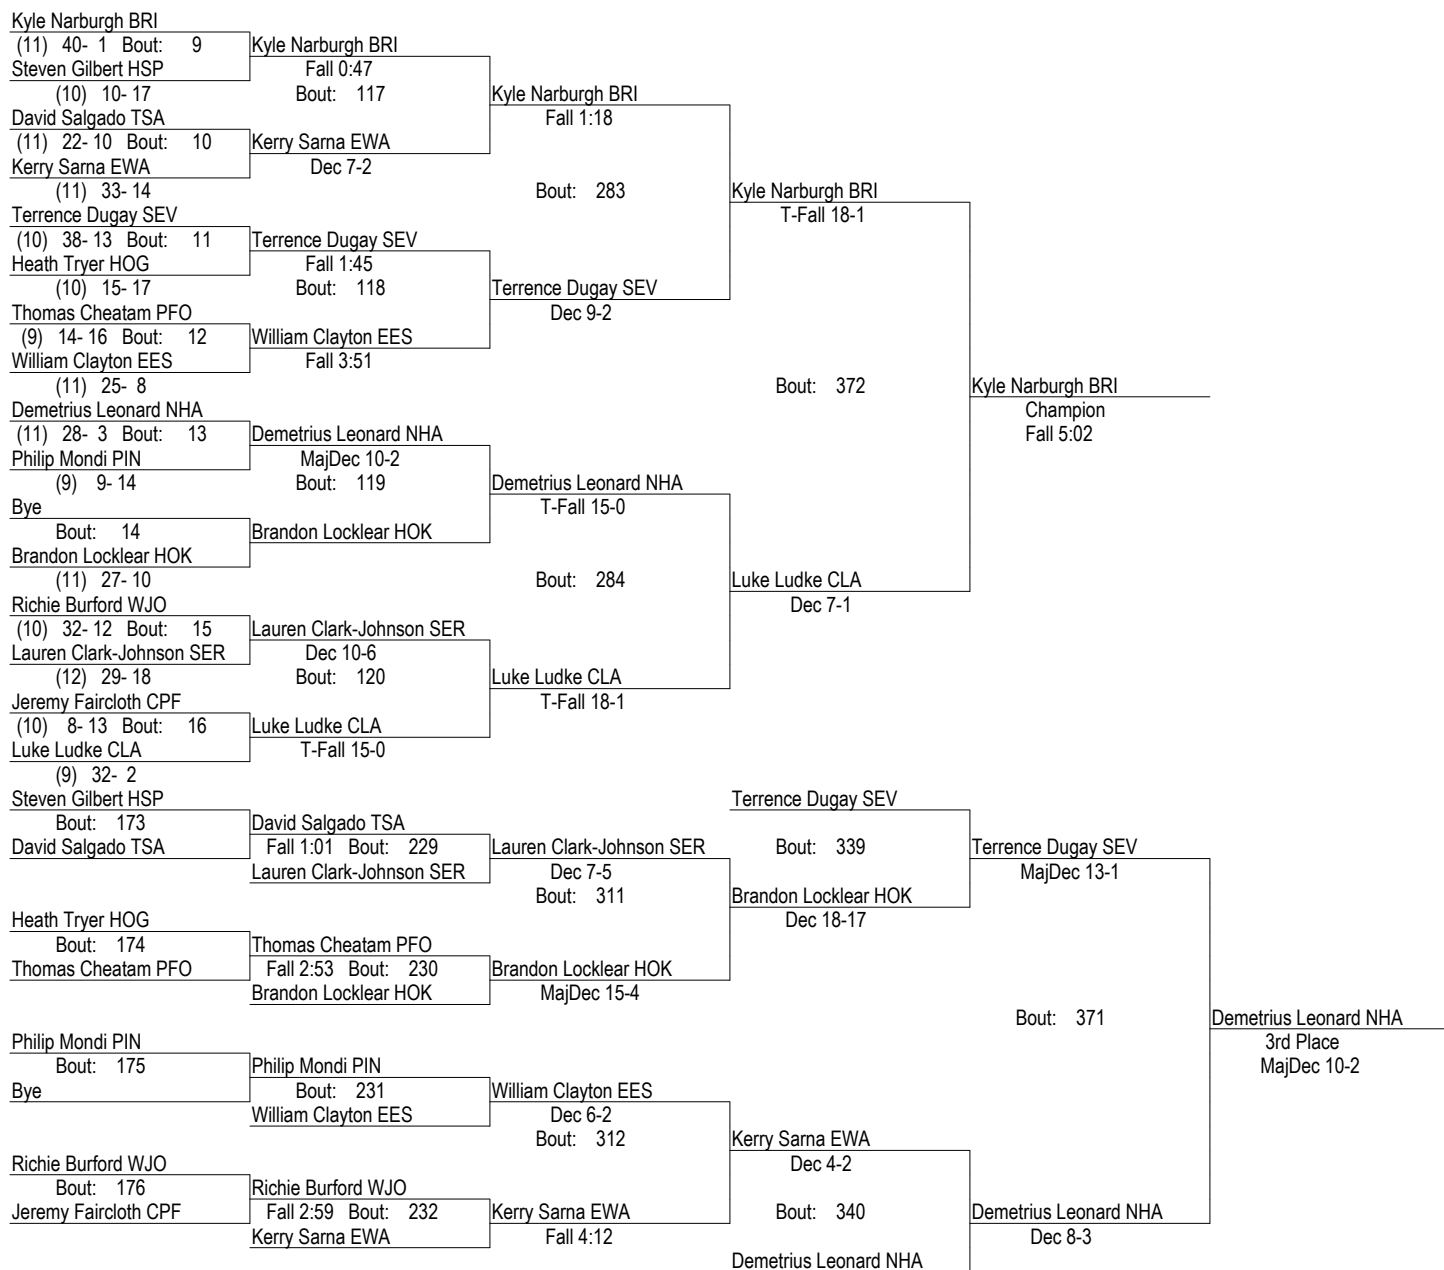 Kyle Narburgh BRI
(11) 40- 1 Bout: 9
Kyle Narburgh BRI
Steven Gilbert HSP
Fall 0:47
(10) 10- 17
Bout: 117
Kyle Narburgh BRI
David Salgado TSA
Fall 1:18
(11) 22- 10 Bout: 10
Kerry Sarna EWA
Kerry Sarna EWA
Dec 7-2
(11) 33- 14
Bout: 283
Kyle Narburgh BRI
Terrence Dugay SEV
T-Fall 18-1
(10) 38- 13 Bout: 11
Terrence Dugay SEV
Heath Tryer HOG
Fall 1:45
(10) 15- 17
Bout: 118
Terrence Dugay SEV
Thomas Cheatam PFO
Dec 9-2
(9) 14- 16 Bout: 12
William Clayton EES
William Clayton EES
Fall 3:51
(11) 25- 8
Bout: 372
Kyle Narburgh BRI
Demetrius Leonard NHA
Champion
(11) 28- 3 Bout: 13
Demetrius Leonard NHA
Fall 5:02
Philip Mondi PIN
MajDec 10-2
(9) 9- 14
Bout: 119
Demetrius Leonard NHA
Bye
T-Fall 15-0
Bout: 14
Brandon Locklear HOK
Brandon Locklear HOK
(11) 27- 10
Bout: 284
Luke Ludke CLA
Richie Burford WJO
Dec 7-1
(10) 32- 12 Bout: 15
Lauren Clark-Johnson SER
Lauren Clark-Johnson SER
Dec 10-6
(12) 29- 18
Bout: 120
Luke Ludke CLA
Jeremy Faircloth CPF
T-Fall 18-1
(10) 8- 13 Bout: 16
Luke Ludke CLA
Luke Ludke CLA
T-Fall 15-0
(9) 32- 2
Steven Gilbert HSP
Terrence Dugay SEV
Bout: 173
David Salgado TSA
David Salgado TSA
Fall 1:01 Bout: 229
Lauren Clark-Johnson SER
Bout: 339
Terrence Dugay SEV
Lauren Clark-Johnson SER
Dec 7-5
MajDec 13-1
Bout: 311
Brandon Locklear HOK
Heath Tryer HOG
Dec 18-17
Bout: 174
Thomas Cheatam PFO
Thomas Cheatam PFO
Fall 2:53 Bout: 230
Brandon Locklear HOK
Brandon Locklear HOK
MajDec 15-4
Bout: 371
Demetrius Leonard NHA
Philip Mondi PIN
3rd Place
Bout: 175
Philip Mondi PIN
MajDec 10-2
Bye
Bout: 231
William Clayton EES
William Clayton EES
Dec 6-2
Bout: 312
Kerry Sarna EWA
Richie Burford WJO
Dec 4-2
Bout: 176
Richie Burford WJO
Jeremy Faircloth CPF
Fall 2:59 Bout: 232
Kerry Sarna EWA
Bout: 340
Demetrius Leonard NHA
Kerry Sarna EWA
Fall 4:12
Dec 8-3
Demetrius Leonard NHA